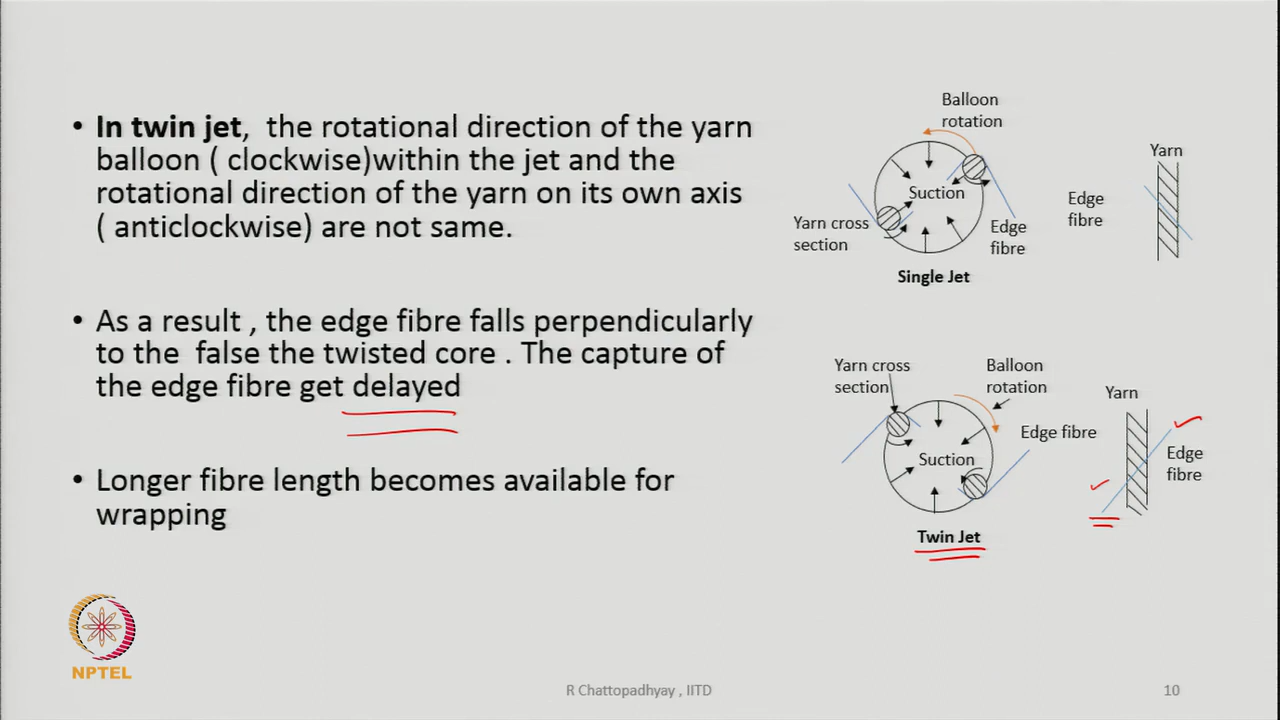 • In twin jet, the rotational direction of the yarn
balloon ( clockwise)within the jet and the
rotational direction of the yarn on its own axis
( anticlockwise) are not same.
• As a result , the edge fibre falls perpendicularly
to the false the twisted core . The capture of
the edge fibre get delayed
• Longer fibre length becomes available for
wrapping
Balloon
rotation
Suction
Yarn cross
section
Edge
fibre
Single Jet
Yarn
Edge
fibre
Yarn cross
section
Balloon
rotation
Suction
Edge fibre
Twin Jet
Yarn
Edge
fibre
NPTEL
R Chattopadhyay , IITD
10